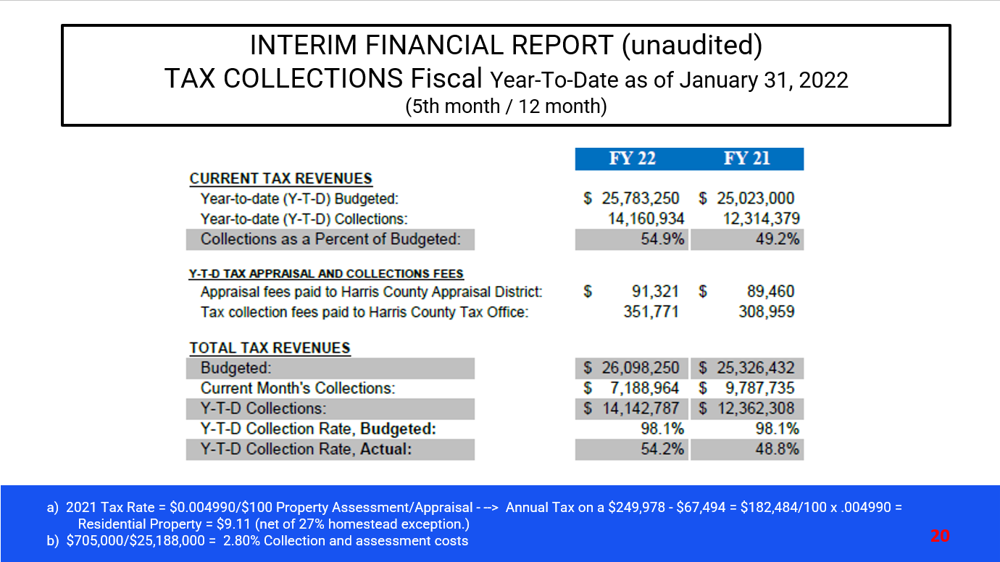 INTERIM FINANCIAL REPORT (unaudited)
TAX COLLECTIONS Fiscal Year-To-Date as of January 31, 2022
(5th month / 12 month)
FY 22 FY 21
CURRENT TAX REVENUES
Year-to-date (Y-T-D) Budgeted: $ 25,783,250 $ 25,023,000
Year-to-date (Y-T-D) Collections: 14,160,934 12,314,379
Collections as a Percent of Budgeted: 54.9% 49.2%
Y-T-D TAX APPRAISAL AND COLLECTIONS FEES
Appraisal fees paid to Harris County Appraisal District: $ 91,321 $ 89,460
Tax collection fees paid to Harris County Tax Office: 351,771 308,959
TOTAL TAX REVENUES
Budgeted: $ 26,098,250 $ 25,326,432
Current Month's Collections: $ 7,188,964 $ 9,787,735
Y-T-D Collections: $ 14,142,787 $ 12,362,308
Y-T-D Collection Rate, Budgeted: 98.1% 98.1%
Y-T-D Collection Rate, Actual: 54.2% 48.8%
a) 2021 Tax Rate = $0.004990/$100 Property Assessment/Appraisal - --> Annual Tax on a $249,978 - $67,494 = $182,484/100 x .004990 =
Residential Property = $9.11 (net of 27% homestead exception.)
b) $705,000/$25,188,000 = 2.80% Collection and assessment costs
20